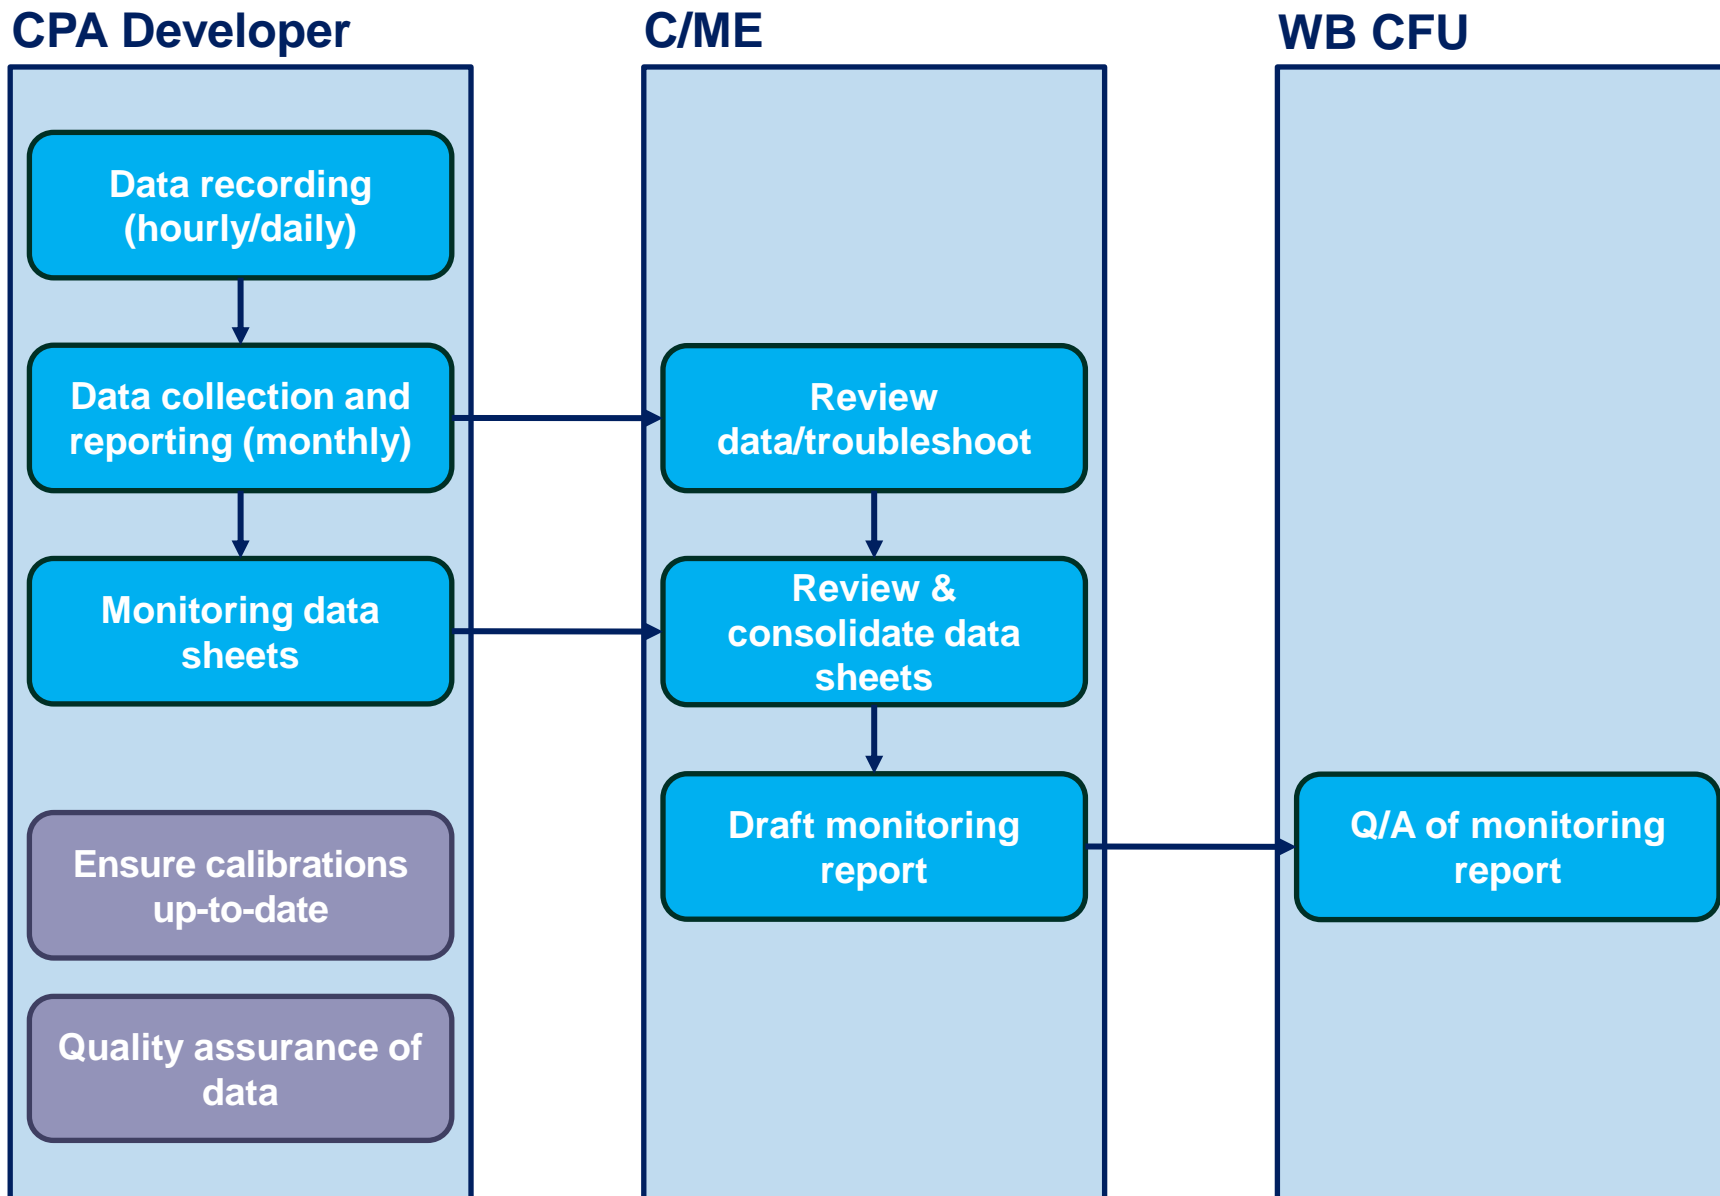 CPA Developer
Data recording
(hourly/daily)
Data collection and
reporting (monthly)
Monitoring data
sheets
Ensure calibrations
up-to-date
Quality assurance of
data
C/ME
Review
data/troubleshoot
Review &
consolidate data
sheets
Draft monitoring
report
WB CFU
Q/A of monitoring
report